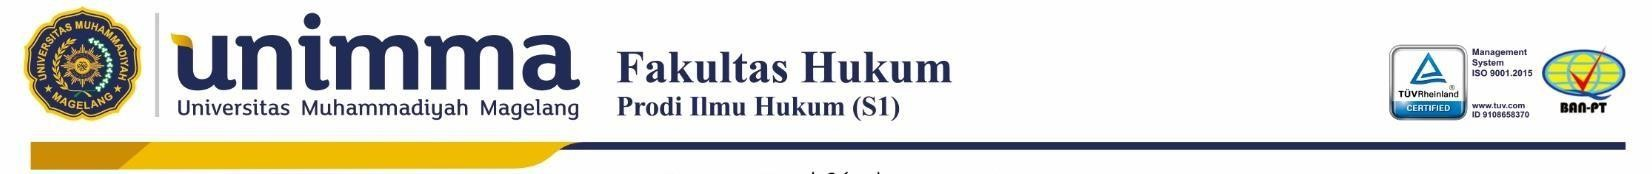 UNIVERSITAS MUHAMMADIYAH
MAGELANG
unimma
Universitas Muhammadiyah Magelang
Fakultas Hukum
Prodi Ilmu Hukum (S1)
TÜVRheinland®
CERTIFIED
Management
System
ISO 9001.2015
www.tuv.com
ID 9108658370
BAN-PT